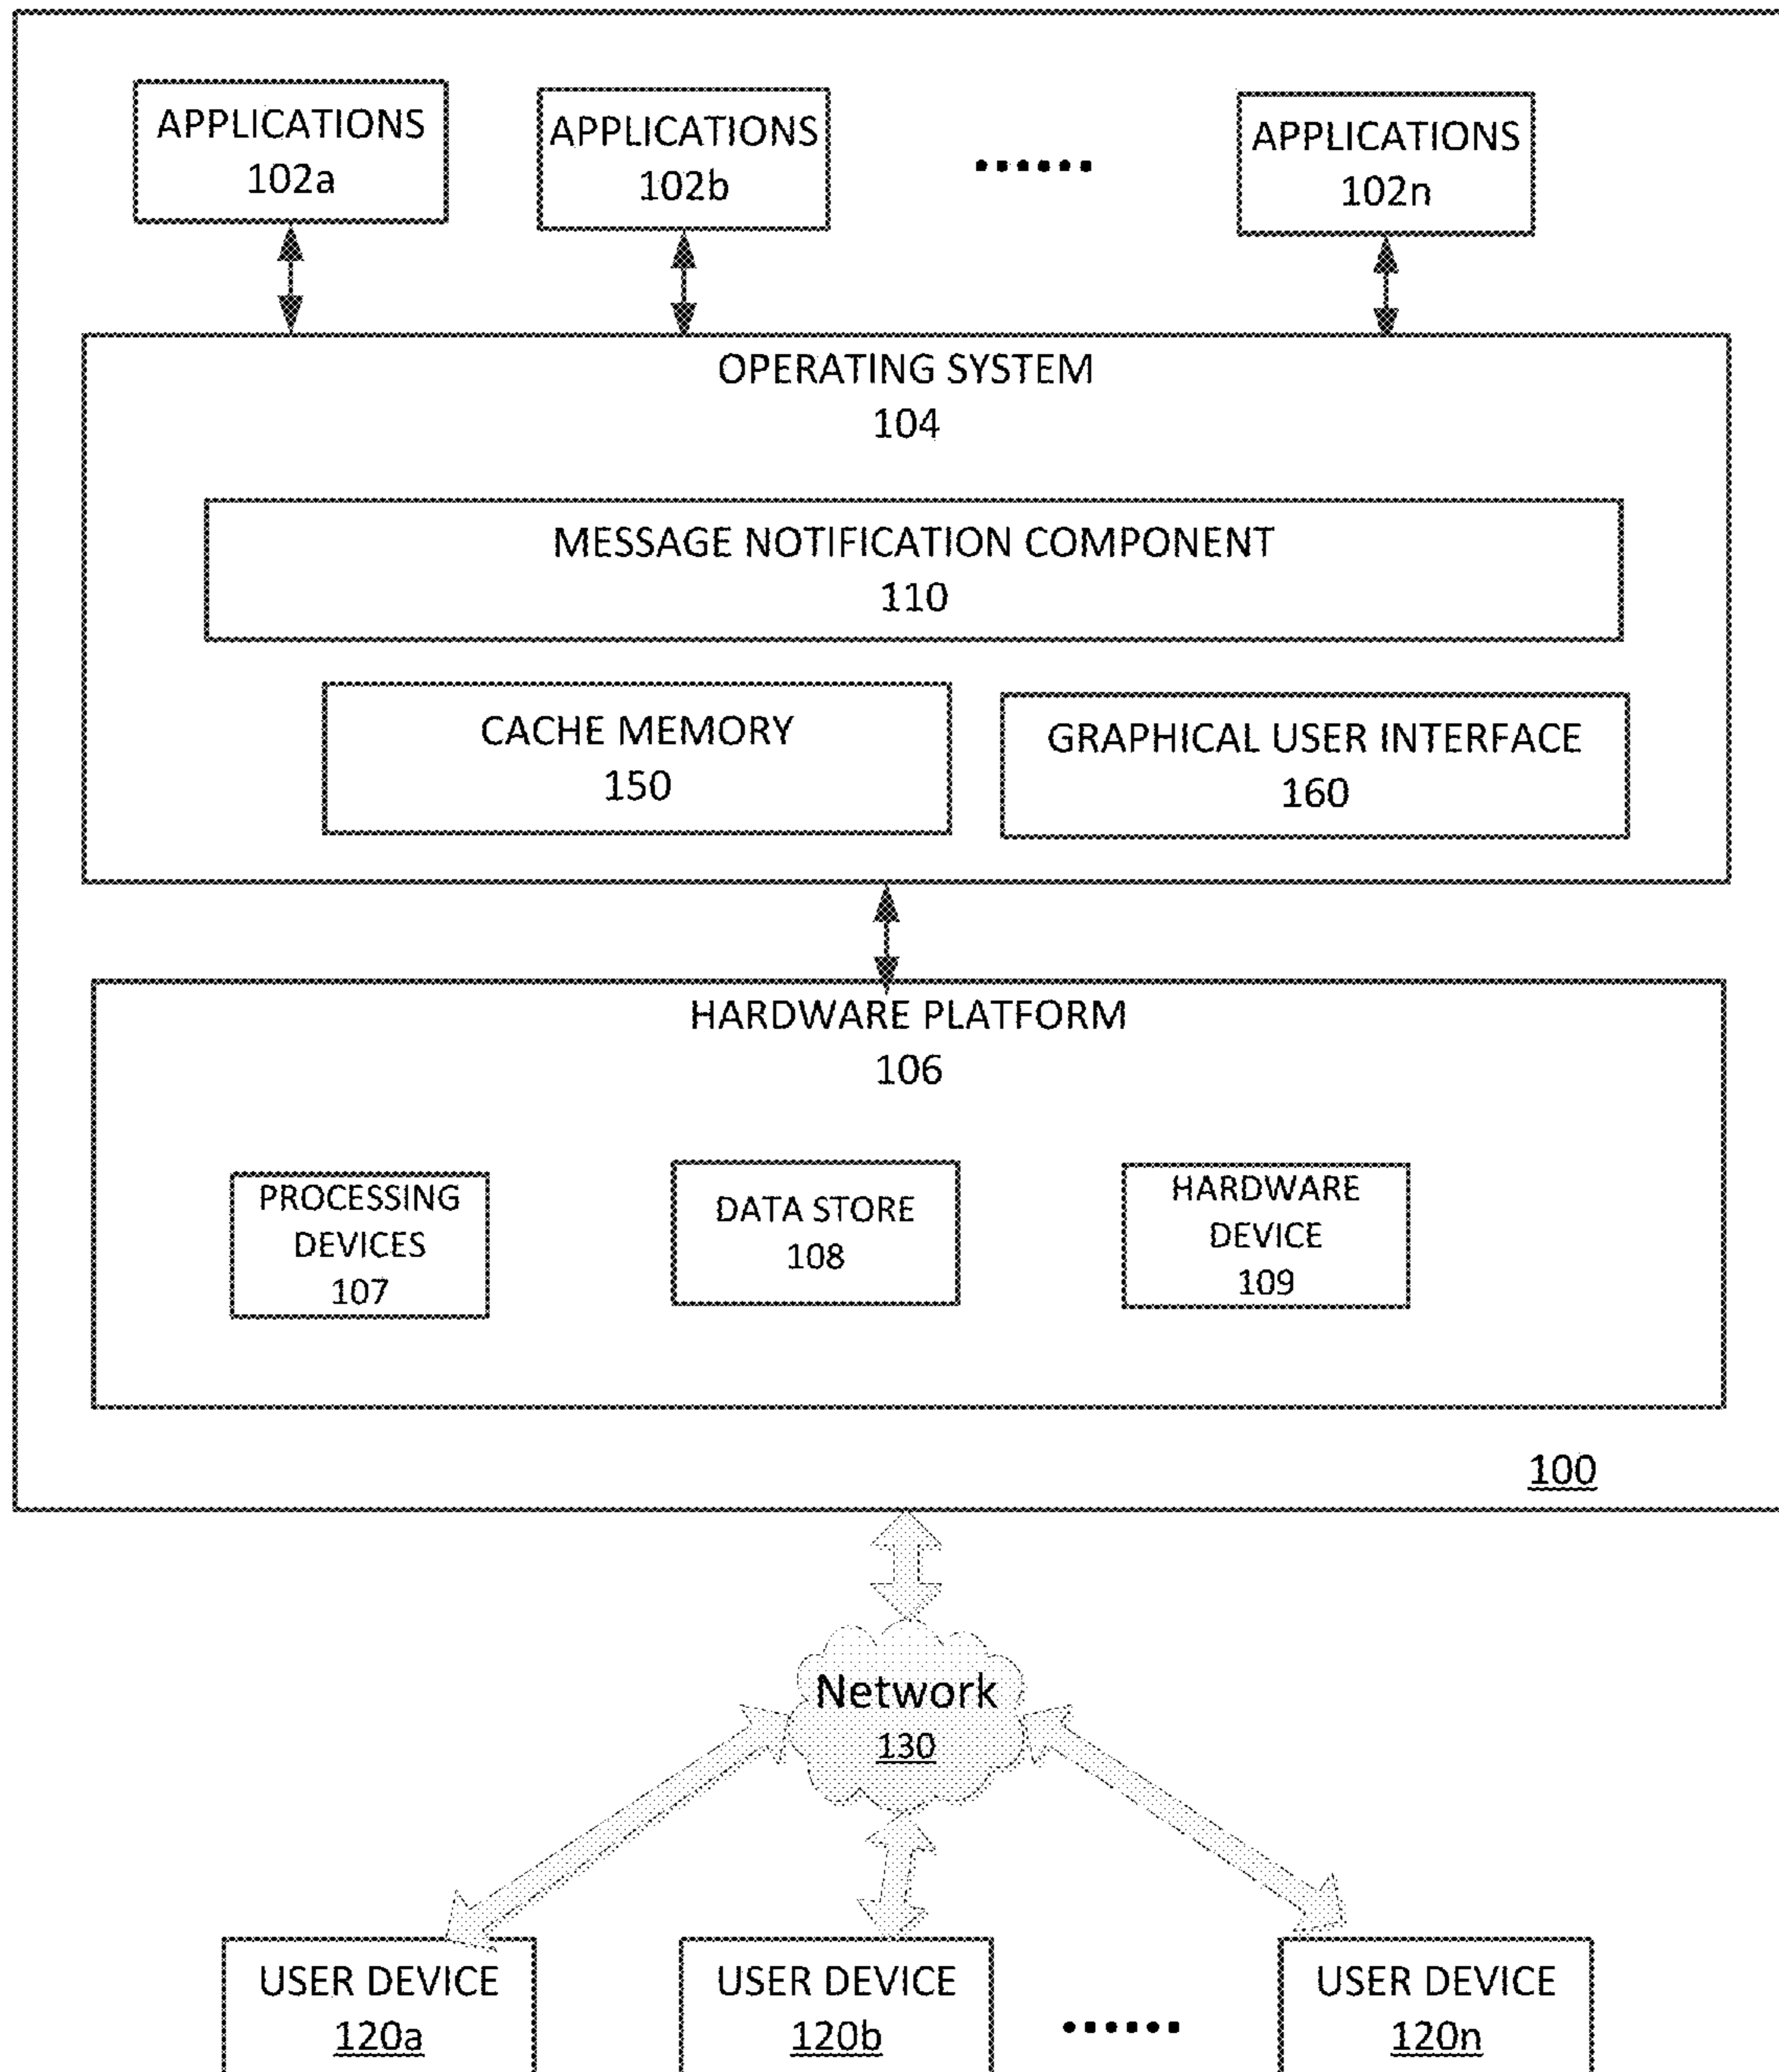 APPLICATIONS
102a
APPLICATIONS
102b
......
APPLICATIONS
102n
OPERATING SYSTEM
104
MESSAGE NOTIFICATION COMPONENT
110
CACHE MEMORY
150
GRAPHICAL USER INTERFACE
160
HARDWARE PLATFORM
106
PROCESSING
DEVICES
107
DATA STORE
108
HARDWARE
DEVICE
109
100
Network
130
USER DEVICE
120a
USER DEVICE
120b
......
USER DEVICE
120n